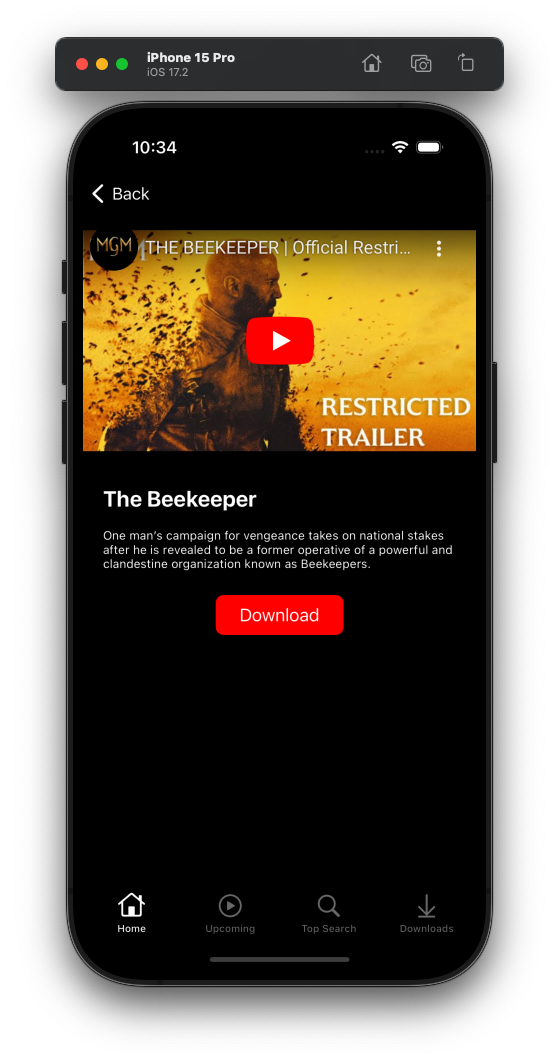 iPhone 15 Pro
iOS 17.2
10:34
Back
MGM
THE BEEKEEPER | Official Restri...
RESTRICTED
TRAILER
The Beekeeper
One man's campaign for vengeance takes on national stakes
after he is revealed to be a former operative of a powerful and
clandestine organization known as Beekeepers.
Download
Home
Upcoming
Top Search
Downloads